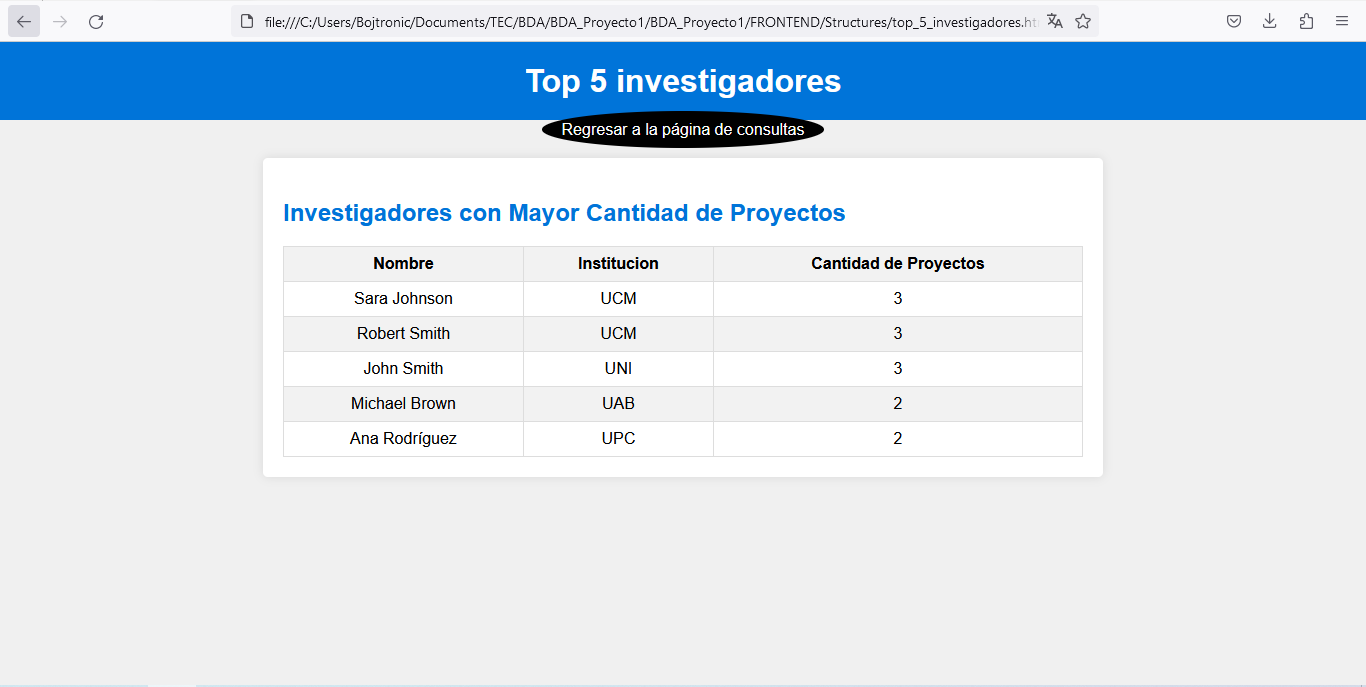 file:///C:/Users/Bojtronic/Documents/TEC/BDA/BDA_Proyecto1/BDA_Proyecto1/FRONTEND/Structures/top_5_investigadores.ht
Top 5 investigadores
Regresar a la página de consultas
Investigadores con Mayor Cantidad de Proyectos
Nombre Institucion Cantidad de Proyectos
Sara Johnson UCM 3
Robert Smith UCM 3
John Smith UNI 3
Michael Brown UAB 2
Ana Rodríguez UPC 2